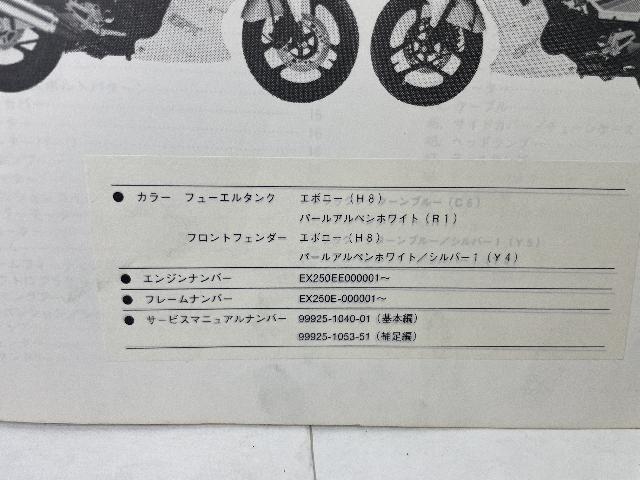 ● カラー フューエルタンク エボニー(H8)
パールアルペンホワイト(R1)
フロントフェンダー エボニー(H8)
パールアルペンホワイト/シルバー1(Y4)
● エンジンナンバー EX250EE000001~
● フレームナンバー EX250E-000001~
● サービスマニュアルナンバー 99925-1040-01(基本編)
99925-1053-51(補足編)